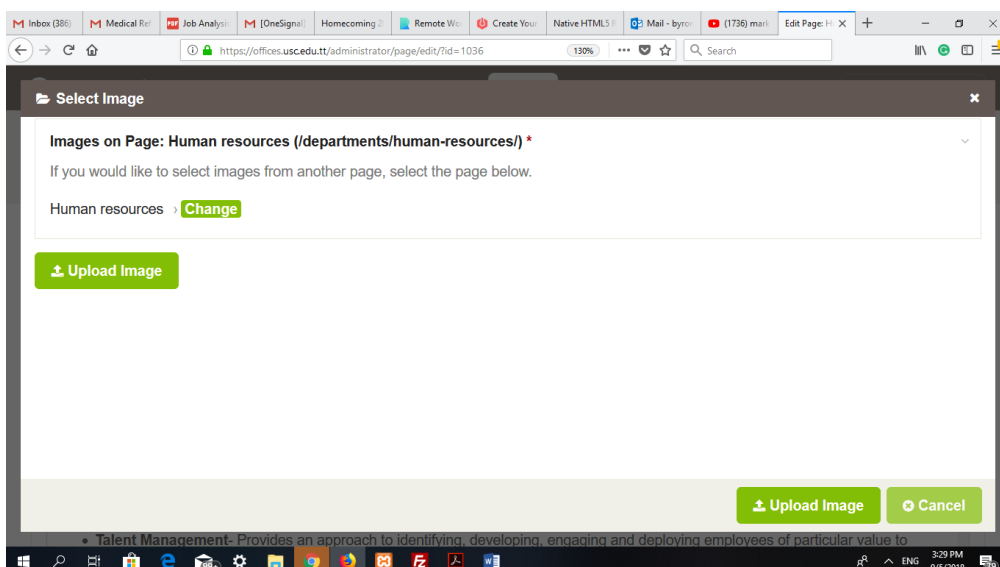 Inbox (386)
Medical Ref
PDF
Job Analysis
[OneSignal]
Homecoming 2
Remote Wor
Create Your
Native HTML5 F
Mail - byron
(1736) mark
Edit Page: H
https://offices.usc.edu.tt/administrator/page/edit/?id=1036
130%
Search
Select Image
Images on Page: Human resources (/departments/human-resources/) *
If you would like to select images from another page, select the page below.
Human resources › Change
Upload Image
Upload Image
Cancel
• Talent Management- Provides an approach to identifying, developing, engaging and deploying employees of particular value to
99+
ENG
3:29 PM